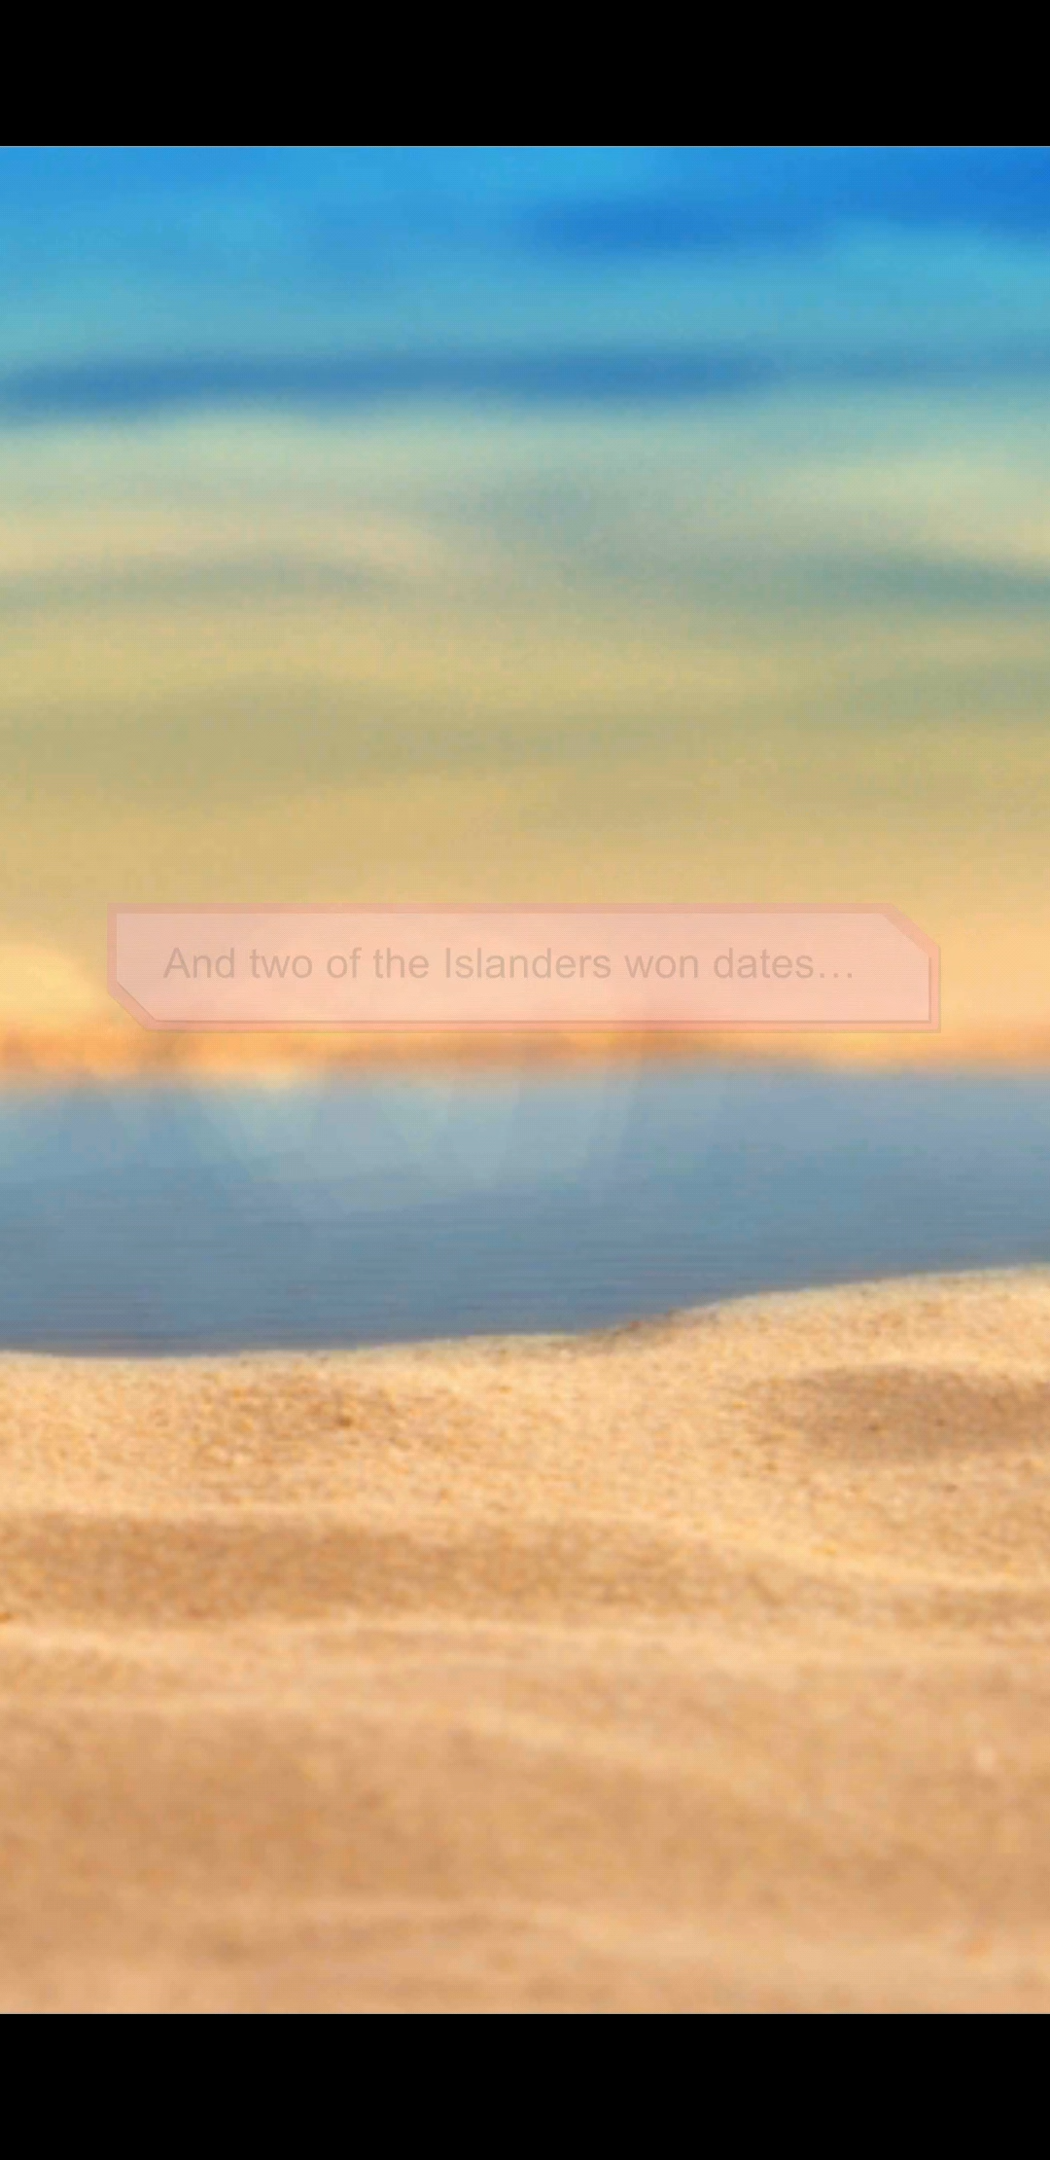 And two of the Islanders won dates…